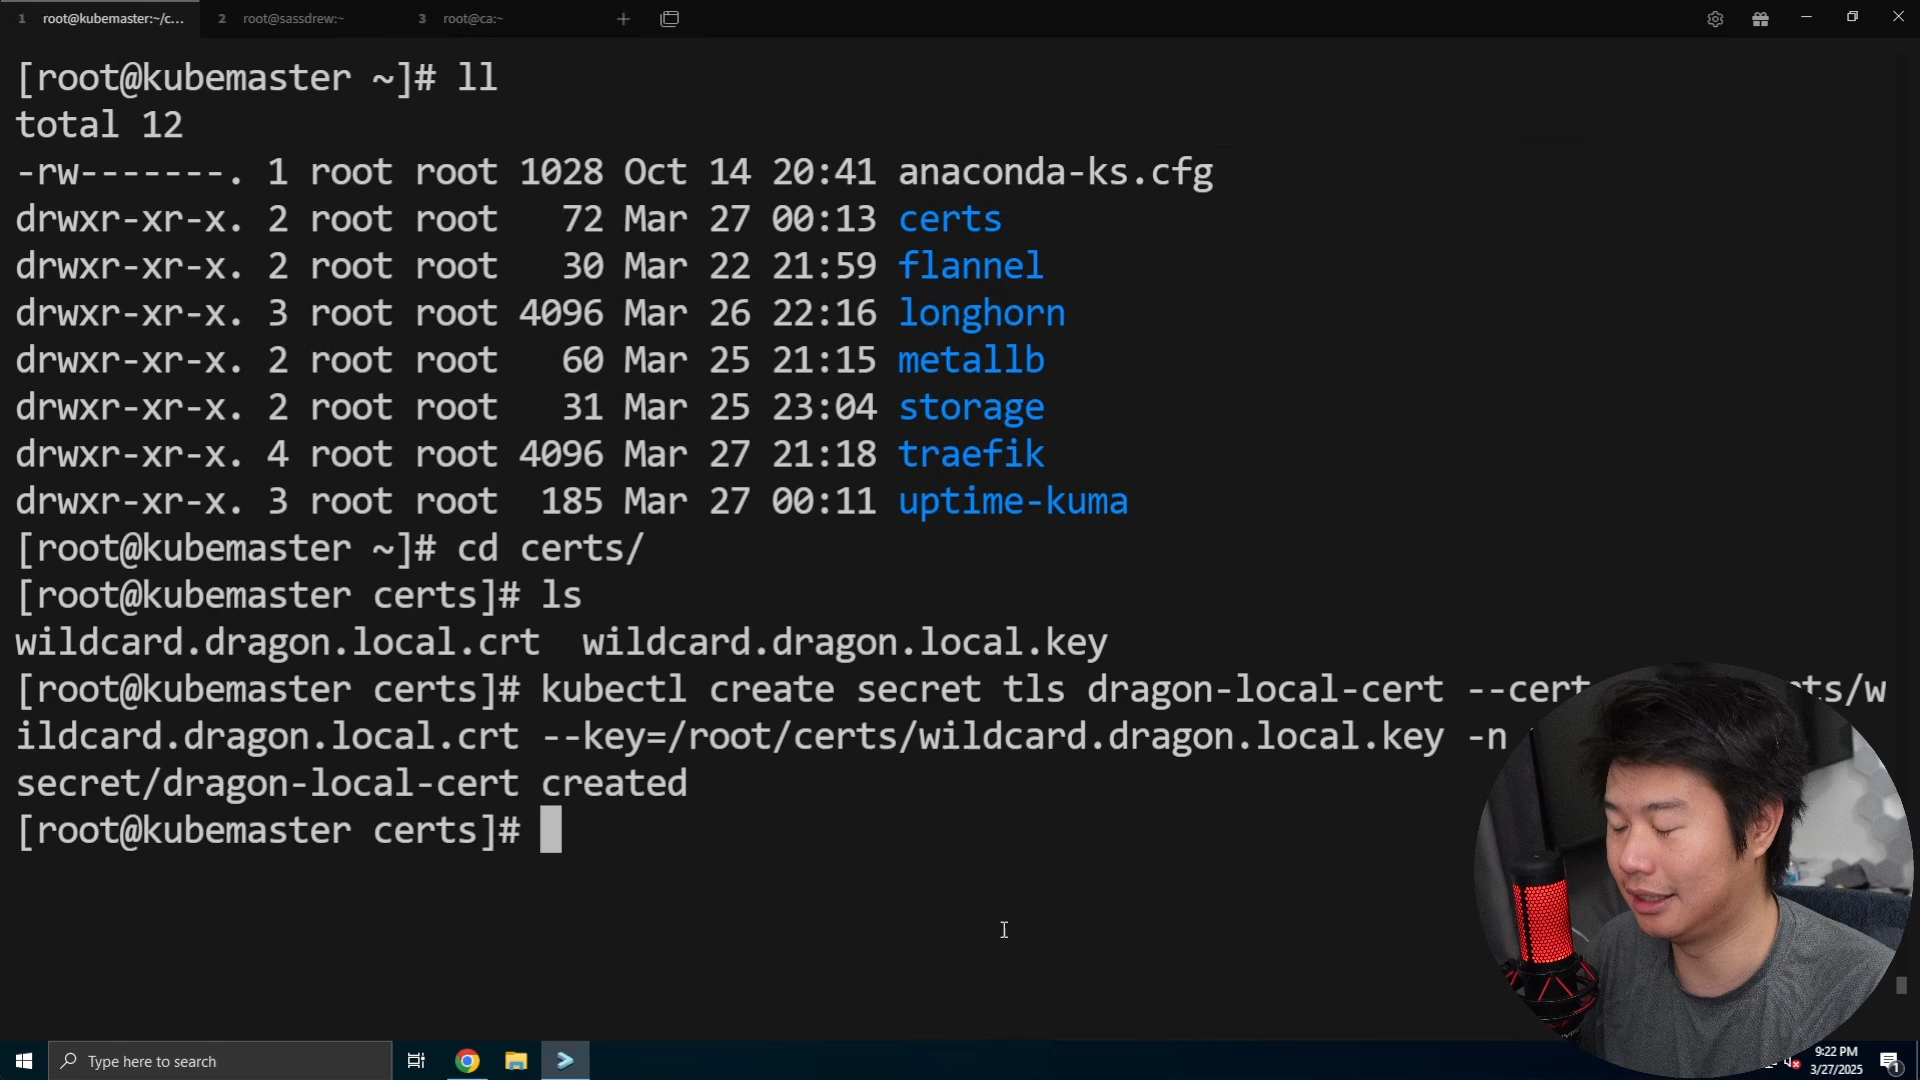 1 root@kubemaster:~/c... 2 root@sassdrew:~ 3 root@ca:~
[root@kubemaster ~]# ll
total 12
-rw-------. 1 root root 1028 Oct 14 20:41 anaconda-ks.cfg
drwxr-xr-x. 2 root root 72 Mar 27 00:13 certs
drwxr-xr-x. 2 root root 30 Mar 22 21:59 flannel
drwxr-xr-x. 3 root root 4096 Mar 26 22:16 longhorn
drwxr-xr-x. 2 root root 60 Mar 25 21:15 metallb
drwxr-xr-x. 2 root root 31 Mar 25 23:04 storage
drwxr-xr-x. 4 root root 4096 Mar 27 21:18 traefik
drwxr-xr-x. 3 root root 185 Mar 27 00:11 uptime-kuma
[root@kubemaster ~]# cd certs/
[root@kubemaster certs]# ls
wildcard.dragon.local.crt wildcard.dragon.local.key
[root@kubemaster certs]# kubectl create secret tls dragon-local-cert --cert ts/w
ildcard.dragon.local.crt --key=/root/certs/wildcard.dragon.local.key -n
secret/dragon-local-cert created
[root@kubemaster certs]#
Type here to search
9:22 PM
3/27/2025
1